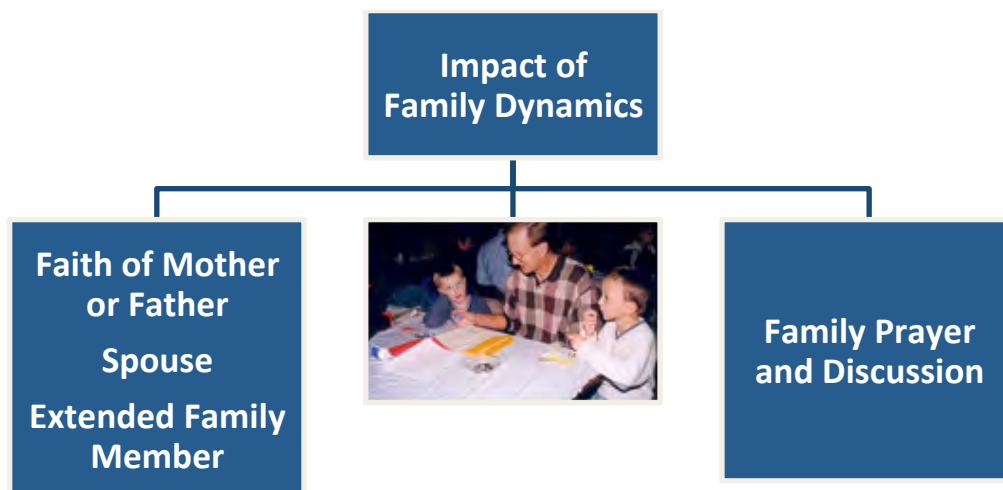 Impact of
Family Dynamics
Faith of Mother
or Father
Spouse
Extended Family
Member
Family Prayer
and Discussion